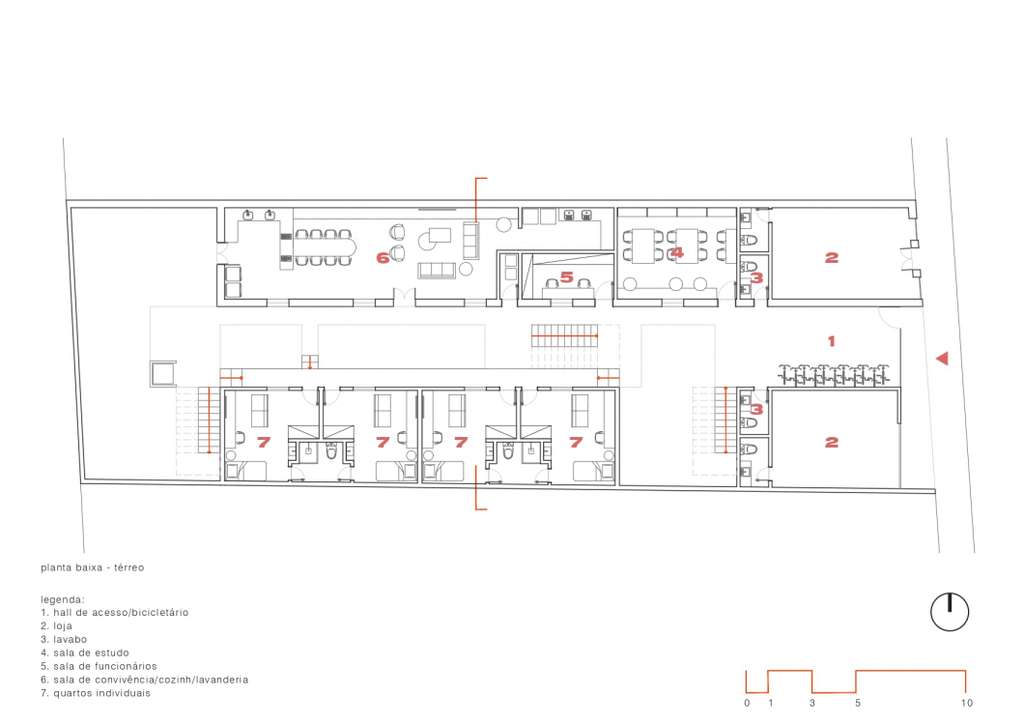 6
5
4
3
2
1
3
2
7
7
7
7
planta baixa - térreo
legenda:
1. hall de acesso/bicicletário
2. loja
3. lavabo
4. sala de estudo
5. sala de funcionários
6. sala de convivência/cozinh/lavanderia
7. quartos individuais
0 1 3 5 10